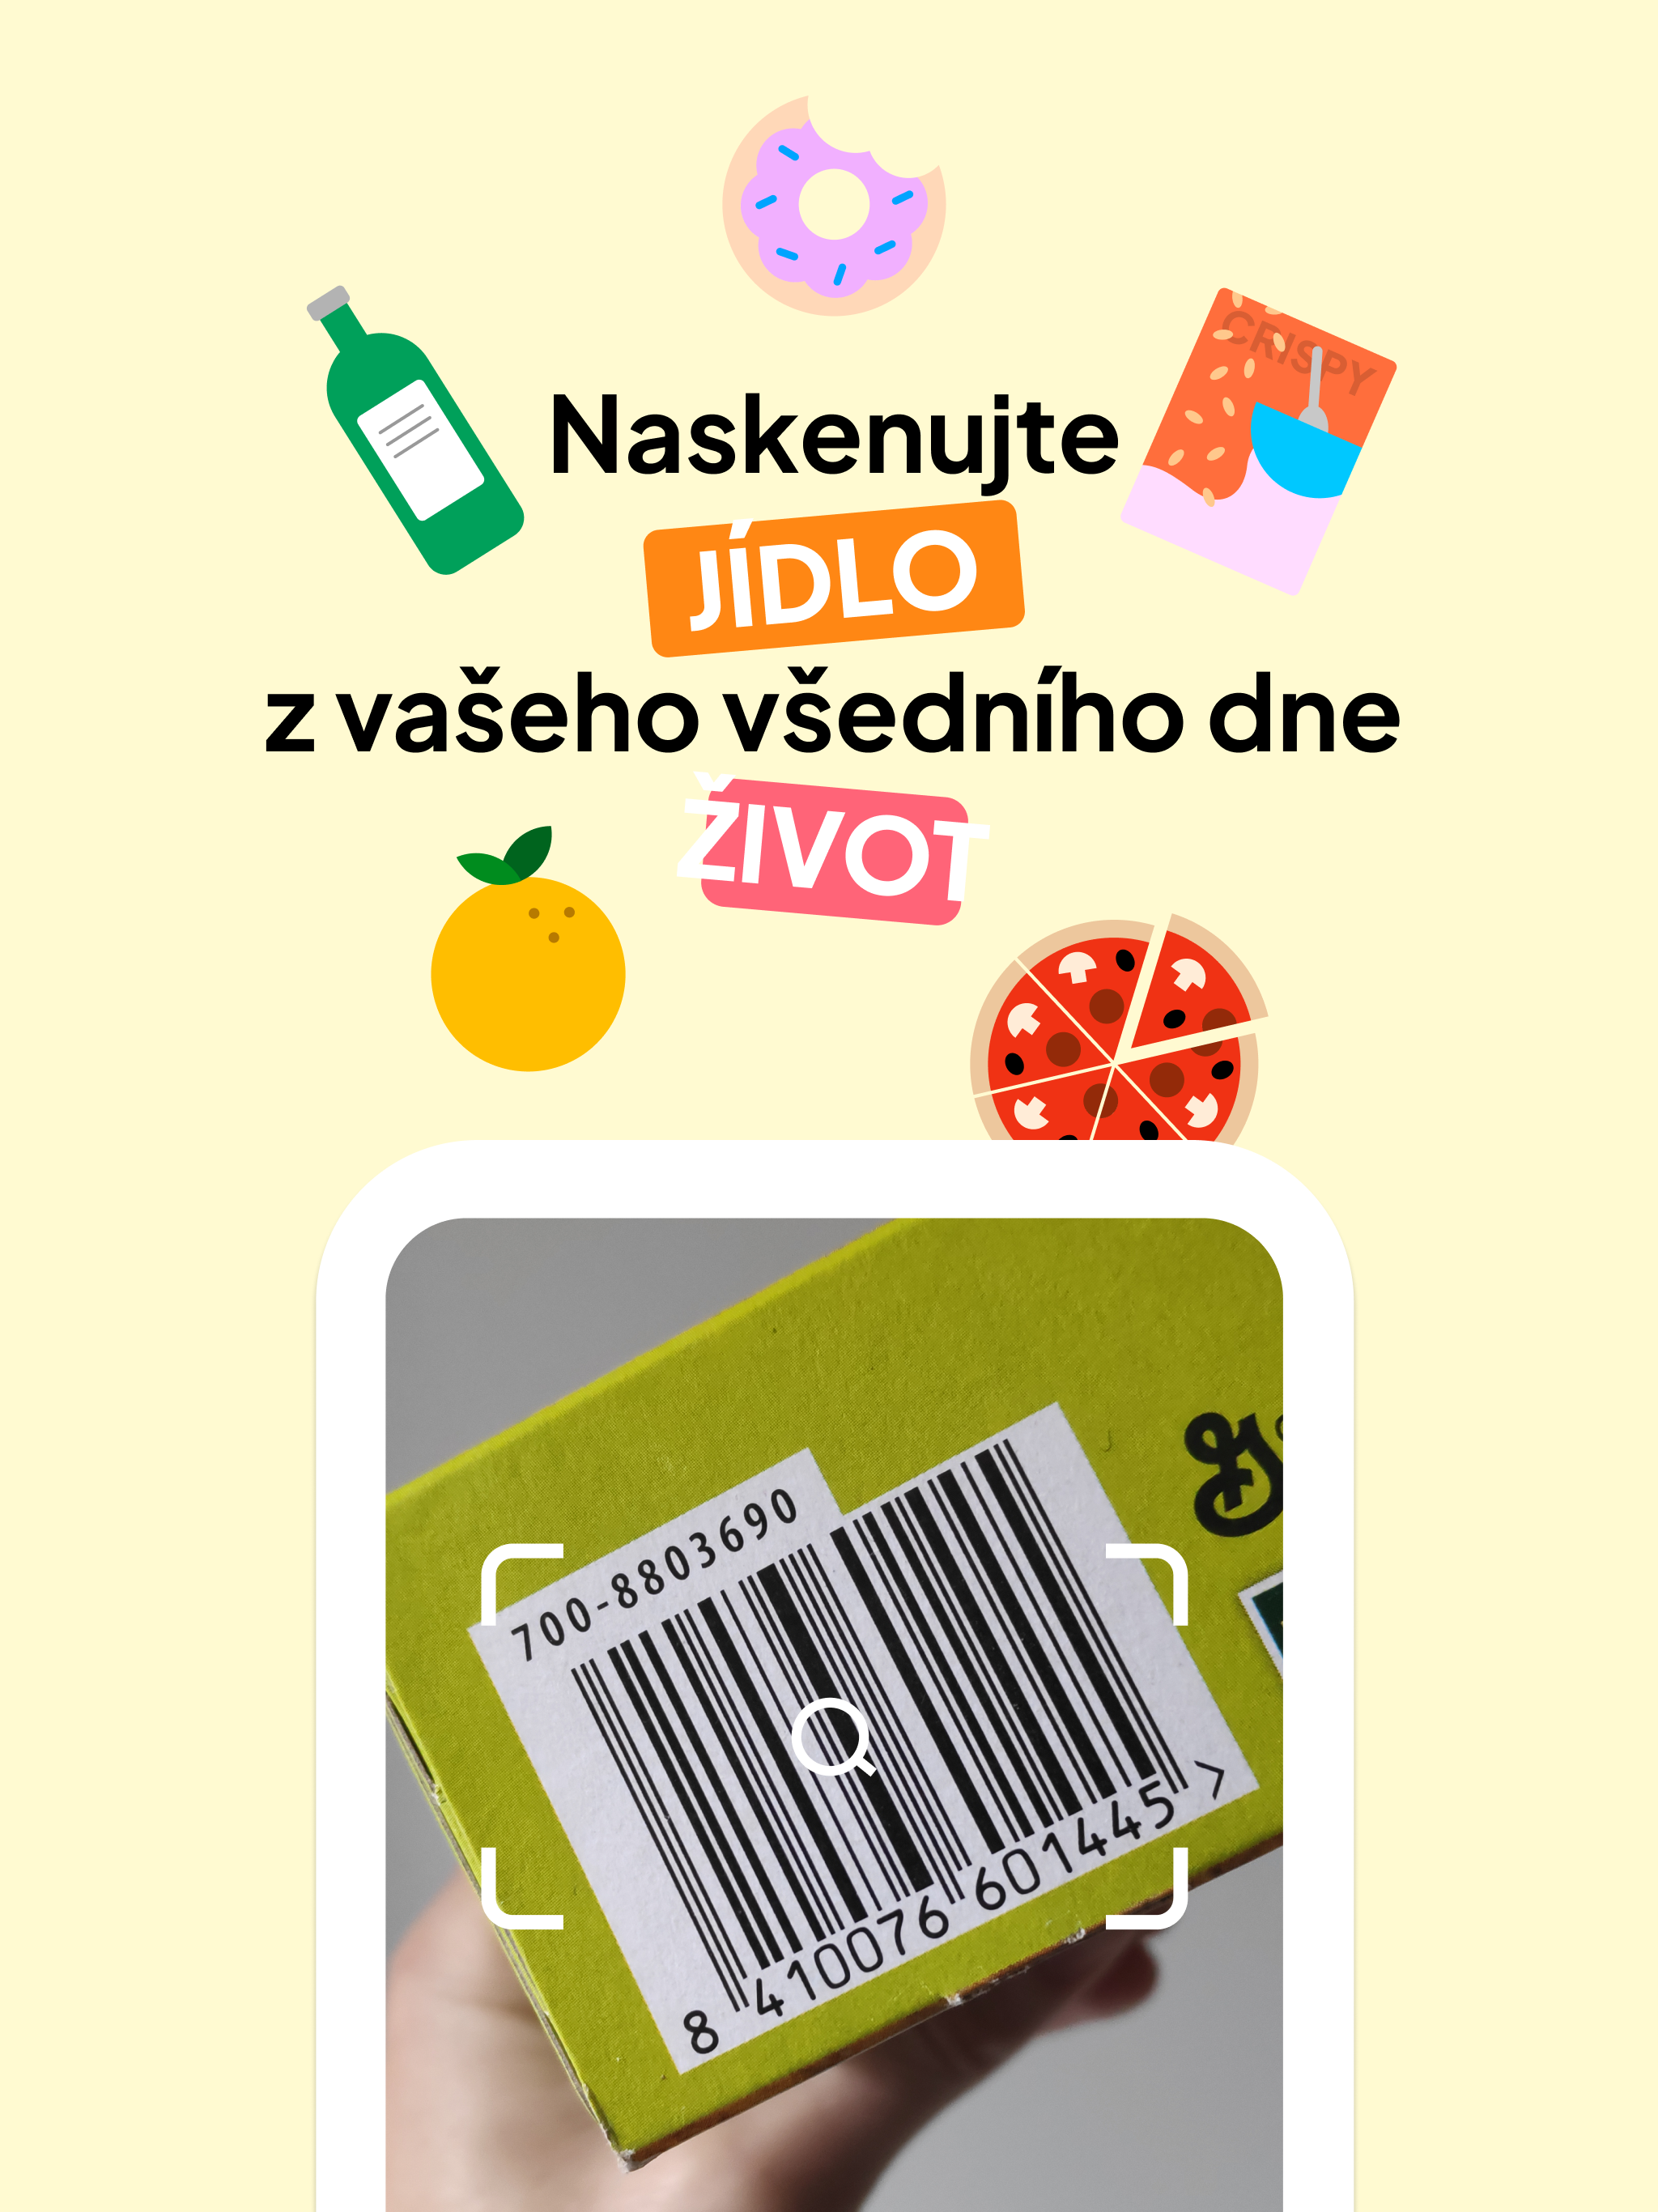 CRISPY
Naskenujte
JÍDLO
z vašeho všedního dne
ŽIVOT
700-8803690
8 410076 601445 >